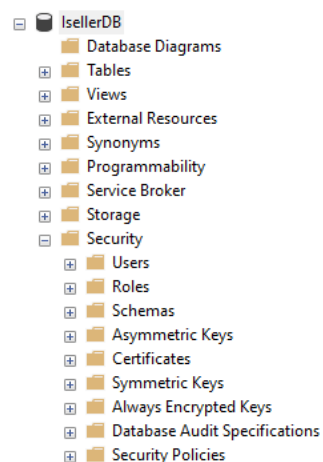 IsellerDB
Database Diagrams
Tables
Views
External Resources
Synonyms
Programmability
Service Broker
Storage
Security
Users
Roles
Schemas
Asymmetric Keys
Certificates
Symmetric Keys
Always Encrypted Keys
Database Audit Specifications
Security Policies